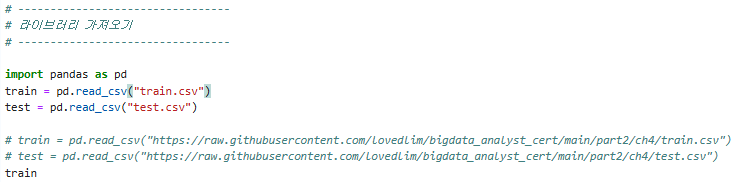 # ---------------------------------
# 라이브러리 가져오기
# ---------------------------------
import pandas as pd
train = pd.read_csv("train.csv")
test = pd.read_csv("test.csv")
# train = pd.read_csv("https://raw.githubusercontent.com/lovedlim/bigdata_analyst_cert/main/part2/ch4/train.csv")
# test = pd.read_csv("https://raw.githubusercontent.com/lovedlim/bigdata_analyst_cert/main/part2/ch4/test.csv")
train